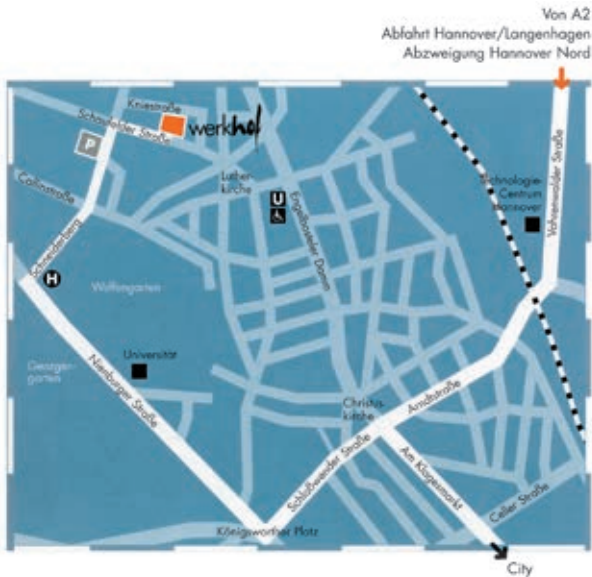 Von A2
Abfahrt Hannover/Langenhagen
Abzweigung Hannover Nord
Kniestraße
Schaufelder Straße
werkhof
P
Luther-
kirche
U
Engelbosteler Damm
Technologie-
Centrum
Hannover
Vahrenwalder Straße
Callinstraße
Schneiderberg
H
Welfengarten
Georgen-
garten
Universität
Nienburger Straße
Christus-
kirche
Arndtstraße
Schloßwender Straße
Am Klagesmarkt
Celler Straße
Königsworther Platz
City